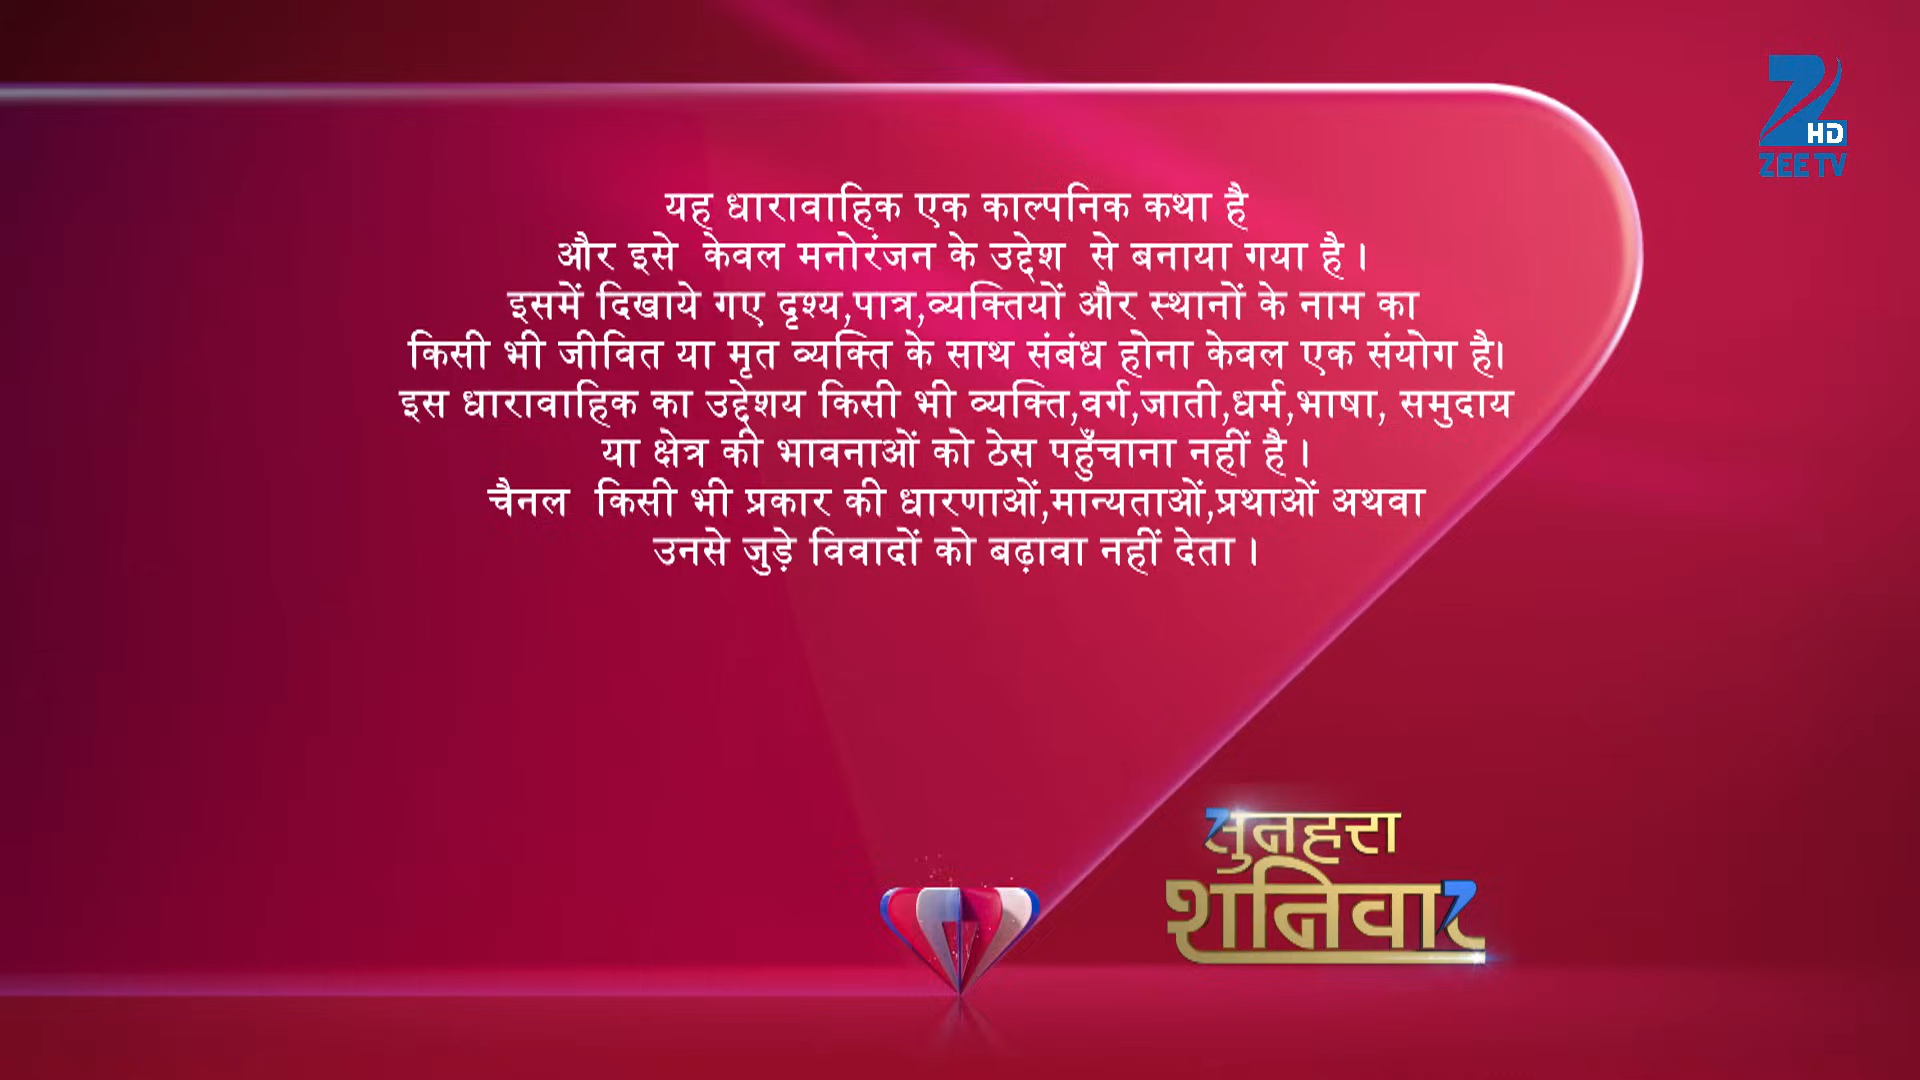 ZEE TV
HD
यह धारावाहिक एक काल्पनिक कथा है
और इसे केवल मनोरंजन के उद्देश से बनाया गया है।
इसमें दिखाये गए दृश्य,पात्र,व्यक्तियों और स्थानों के नाम का
किसी भी जीवित या मृत व्यक्ति के साथ संबंध होना केवल एक संयोग है।
इस धारावाहिक का उद्देशय किसी भी व्यक्ति,वर्ग,जाती,धर्म,भाषा, समुदाय
या क्षेत्र की भावनाओं को ठेस पहुँचाना नहीं है।
चैनल किसी भी प्रकार की धारणाओं,मान्यताओं,प्रथाओं अथवा
उनसे जुड़े विवादों को बढ़ावा नहीं देता।
सुनहरा
शनिवार